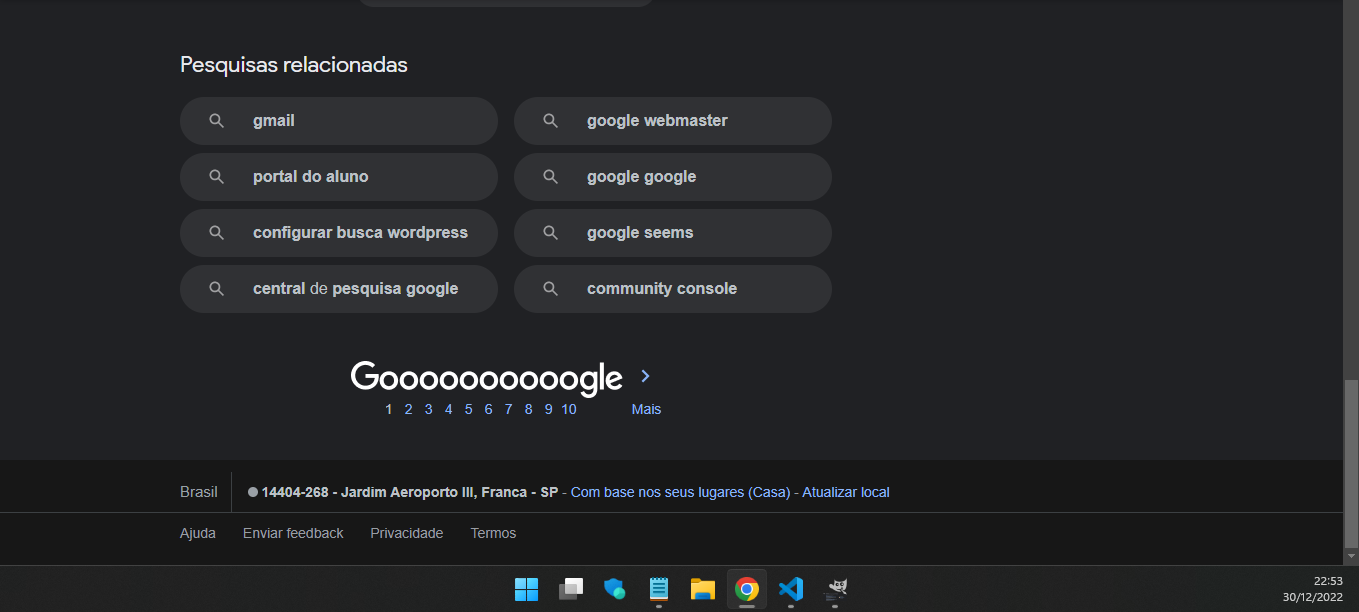 Pesquisas relacionadas
gmail
google webmaster
portal do aluno
google google
configurar busca wordpress
google seems
central de pesquisa google
community console
Goooooooooogle
1 2 3 4 5 6 7 8 9 10 Mais
Brasil
14404-268 - Jardim Aeroporto III, Franca - SP - Com base nos seus lugares (Casa) - Atualizar local
Ajuda Enviar feedback Privacidade Termos
22:53
30/12/2022